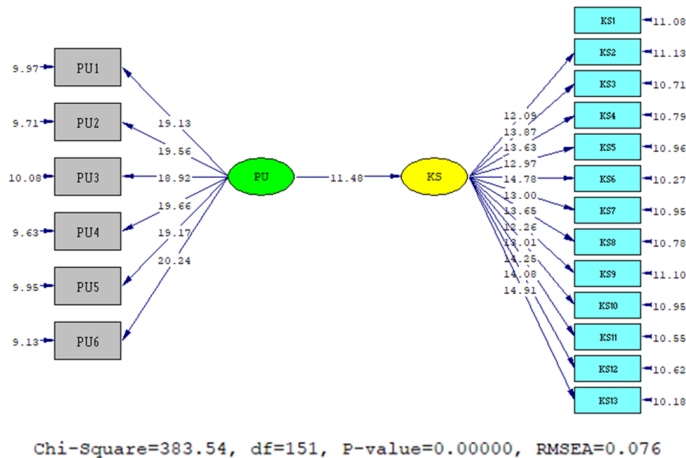 KS1 11.08
KS2 11.13
9.97 PU1
KS3 10.71
12.09
KS4 10.79
9.71 PU2
19.13
13.87
13.63
KS5 10.96
19.56
12.97
10.08 PU3
18.92
PU
11.48
KS
14.78
KS6 10.27
13.00
19.66
13.65
KS7 10.95
9.63 PU4
12.26
KS8 10.78
19.17
13.01
20.24
14.25
KS9 11.10
14.08
9.95 PU5
14.91
KS10 10.95
KS11 10.55
9.13 PU6
KS12 10.62
KS13 10.18
Chi-Square=383.54, df=151, P-value=0.00000, RMSEA=0.076